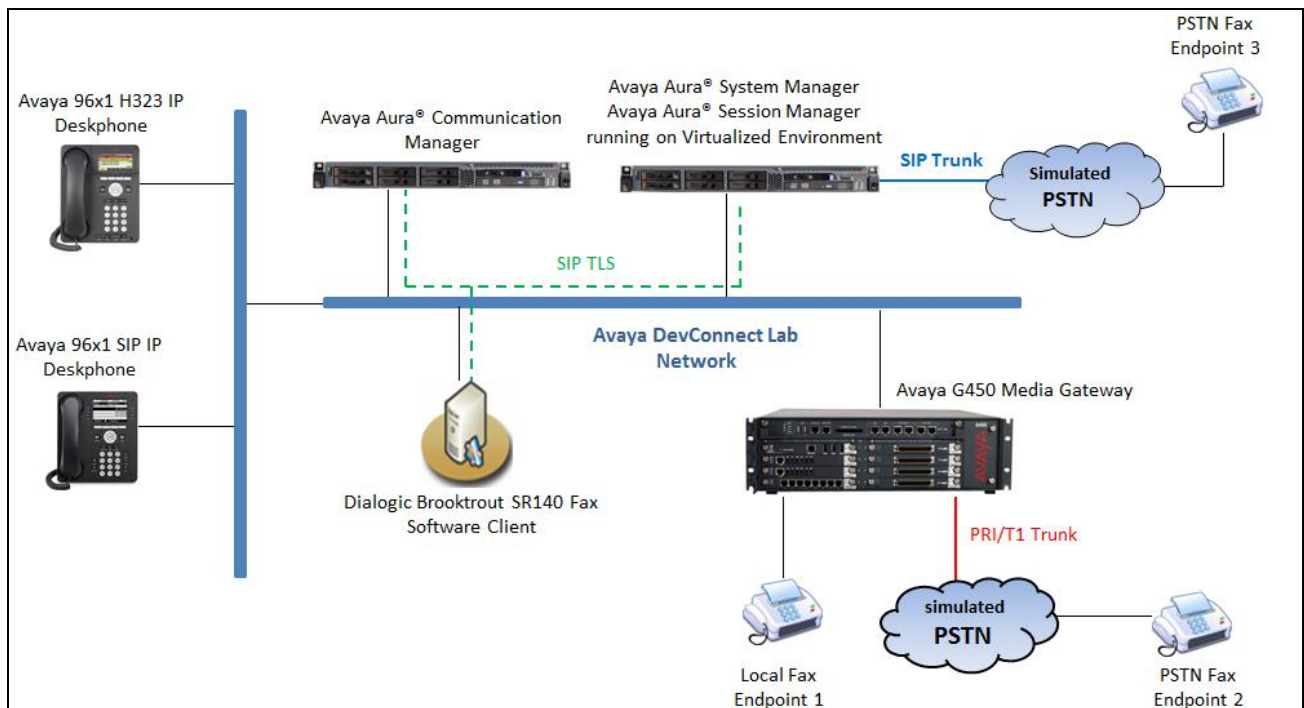 PSTN Fax
Endpoint 3
Avaya 96x1 H323 IP
Deskphone
Avaya Aura® Communication
Manager
Avaya Aura® System Manager
Avaya Aura® Session Manager
running on Virtualized Environment
SIP Trunk
Simulated
PSTN
SIP TLS
Avaya DevConnect Lab
Network
Avaya 96x1 SIP IP
Deskphone
Avaya G450 Media Gateway
AVAYA
Dialogic Brooktrout SR140 Fax
Software Client
PRI/T1 Trunk
simulated
PSTN
Local Fax
Endpoint 1
PSTN Fax
Endpoint 2